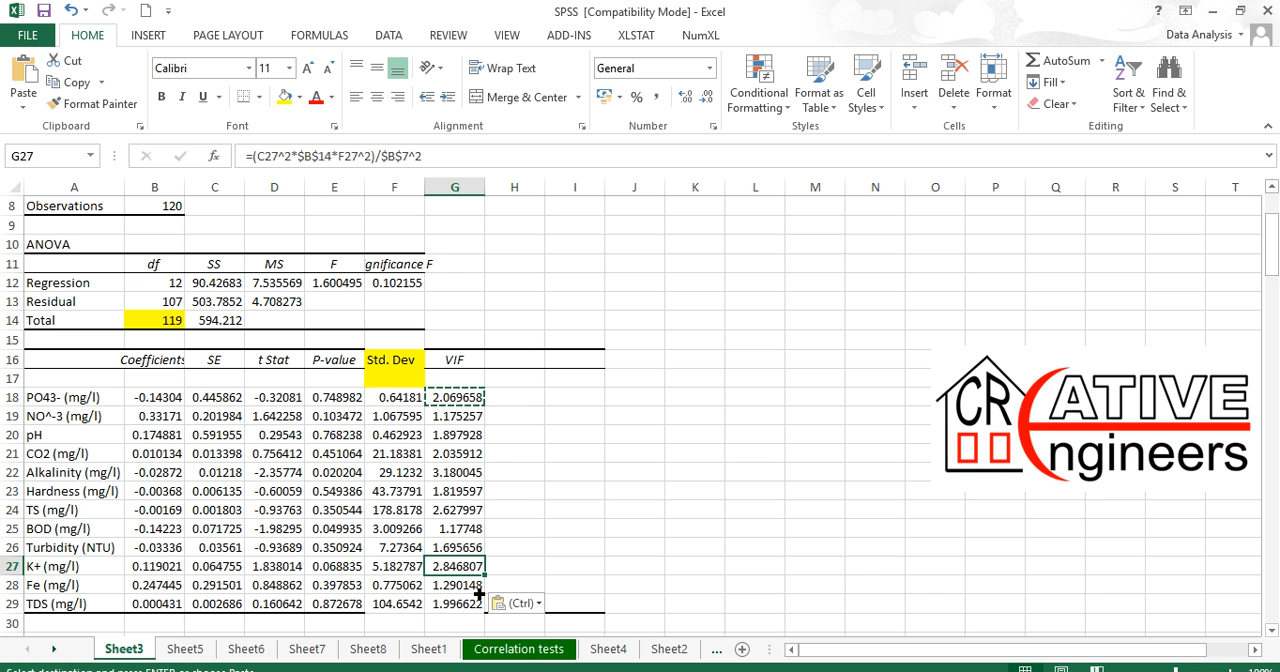 SPSS [Compatibility Mode] - Excel
FILE HOME INSERT PAGE LAYOUT FORMULAS DATA REVIEW VIEW ADD-INS XLSTAT NumXL Data Analysis
Paste
Cut
Copy
Format Painter
Clipboard
Calibri 11
B I U
Font
Wrap Text
Merge & Center
Alignment
General
% ,
Number
Conditional Formatting
Format as Table
Cell Styles
Styles
Insert
Delete
Format
Cells
AutoSum
Fill
Clear
Sort & Filter
Find & Select
Editing
G27 fx =(C27^2*$B$14*F27^2)/$B$7^2
A B C D E F G H I J K L M N O P Q R S T
8 Observations 120
9
10 ANOVA
11 df SS MS F gnificance F
12 Regression 12 90.42683 7.535569 1.600495 0.102155
13 Residual 107 503.7852 4.708273
14 Total 119 594.212
15
16 Coefficients SE t Stat P-value Std. Dev VIF
17
18 PO43- (mg/l) -0.14304 0.445862 -0.32081 0.748982 0.64181 2.069658
19 NO^-3 (mg/l) 0.33171 0.201984 1.642258 0.103472 1.067595 1.175257
20 pH 0.174881 0.591955 0.29543 0.768238 0.462923 1.897928
21 CO2 (mg/l) 0.010134 0.013398 0.756412 0.451064 21.18381 2.035912
22 Alkalinity (mg/l) -0.02872 0.01218 -2.35774 0.020204 29.1232 3.180045
23 Hardness (mg/l) -0.00368 0.006135 -0.60059 0.549386 43.73791 1.819597
24 TS (mg/l) -0.00169 0.001803 -0.93763 0.350544 178.8178 2.627997
25 BOD (mg/l) -0.14223 0.071725 -1.98295 0.049935 3.009266 1.17748
26 Turbidity (NTU) -0.03336 0.03561 -0.93689 0.350924 7.27364 1.695656
27 K+ (mg/l) 0.119021 0.064755 1.838014 0.068835 5.182787 2.846807
28 Fe (mg/l) 0.247445 0.291501 0.848862 0.397853 0.775062 1.290148
29 TDS (mg/l) 0.000431 0.002686 0.160642 0.872678 104.6542 1.996622
30
(Ctrl)
CREATIVE
Engineers
Sheet3 Sheet5 Sheet6 Sheet7 Sheet8 Sheet1 Correlation tests Sheet4 Sheet2 ...